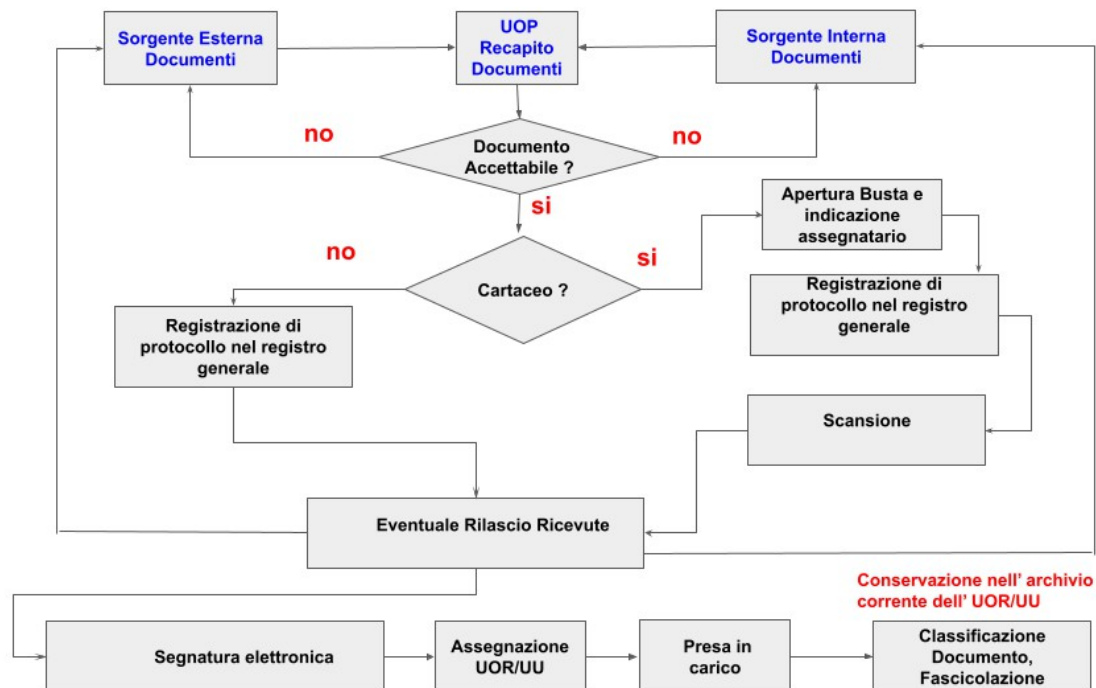 Sorgente Esterna
Documenti
UOP
Recapito
Documenti
Sorgente Interna
Documenti
no
Documento
Accettabile ?
no
si
Apertura Busta e
indicazione
assegnatario
no
Cartaceo ?
si
Registrazione di
protocollo nel registro
generale
Registrazione di
protocollo nel registro
generale
Scansione
Eventuale Rilascio Ricevute
Conservazione nell' archivio
corrente dell' UOR/UU
Segnatura elettronica
Assegnazione
UOR/UU
Presa in
carico
Classificazione
Documento,
Fascicolazione